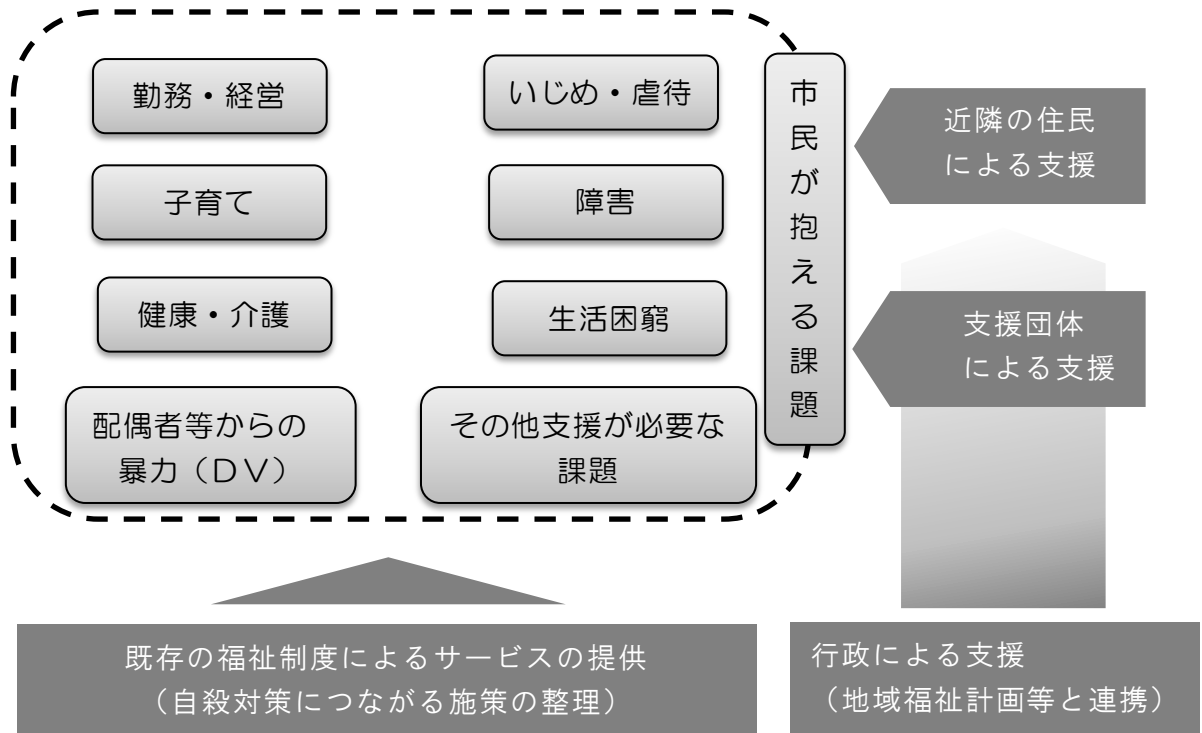 勤務・経営
いじめ・虐待
子育て
障害
健康・介護
生活困窮
配偶者等からの
暴力（ＤＶ）
その他支援が必要な
課題
市民が抱える課題
近隣の住民
による支援
支援団体
による支援
既存の福祉制度によるサービスの提供
（自殺対策につながる施策の整理）
行政による支援
（地域福祉計画等と連携）